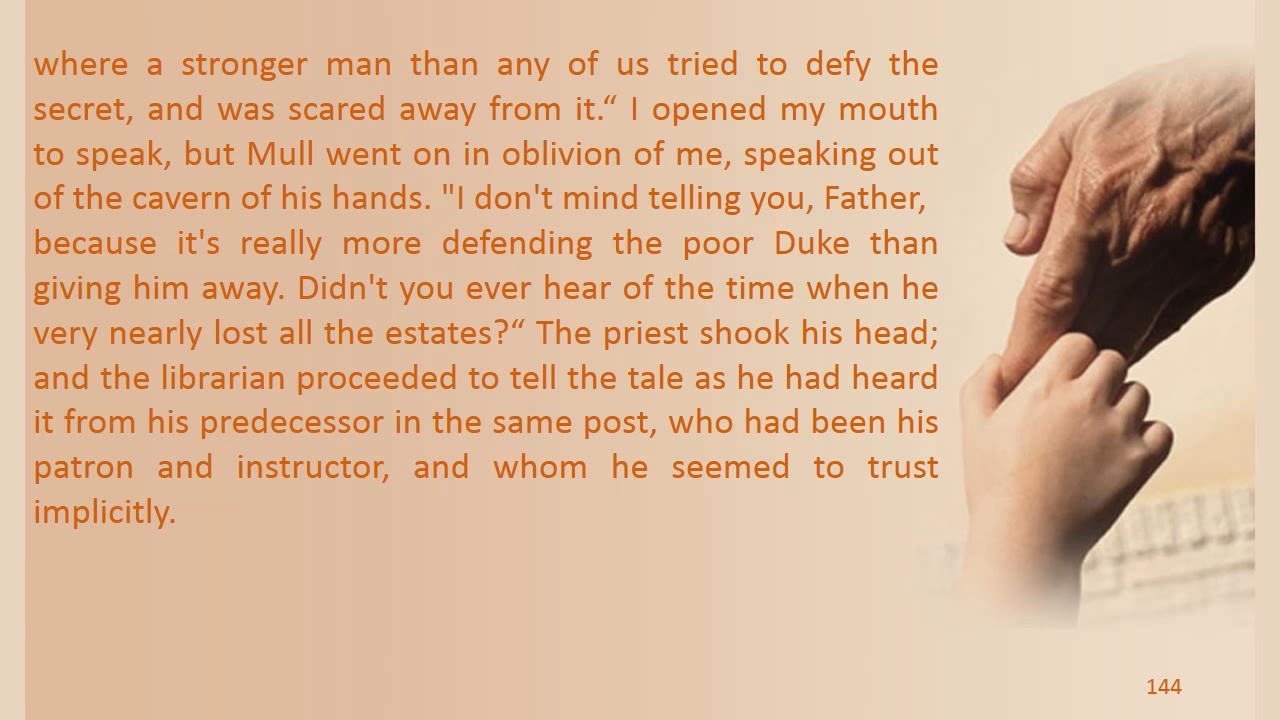 where a stronger man than any of us tried to defy the
secret, and was scared away from it.“ I opened my mouth
to speak, but Mull went on in oblivion of me, speaking out
of the cavern of his hands. "I don't mind telling you, Father,
because it's really more defending the poor Duke than
giving him away. Didn't you ever hear of the time when he
very nearly lost all the estates?“ The priest shook his head;
and the librarian proceeded to tell the tale as he had heard
it from his predecessor in the same post, who had been his
patron and instructor, and whom he seemed to trust
implicitly.
144